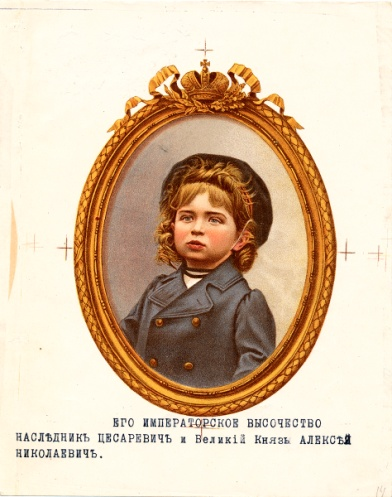 ЕГО ИМПЕРАТОРСКОЕ ВЫСОЧЕСТВО
НАСЛѢДНИКЪ ЦЕСАРЕВИЧЪ и Великій Князь АЛЕКСѢЙ
НИКОЛАЕВИЧЪ.